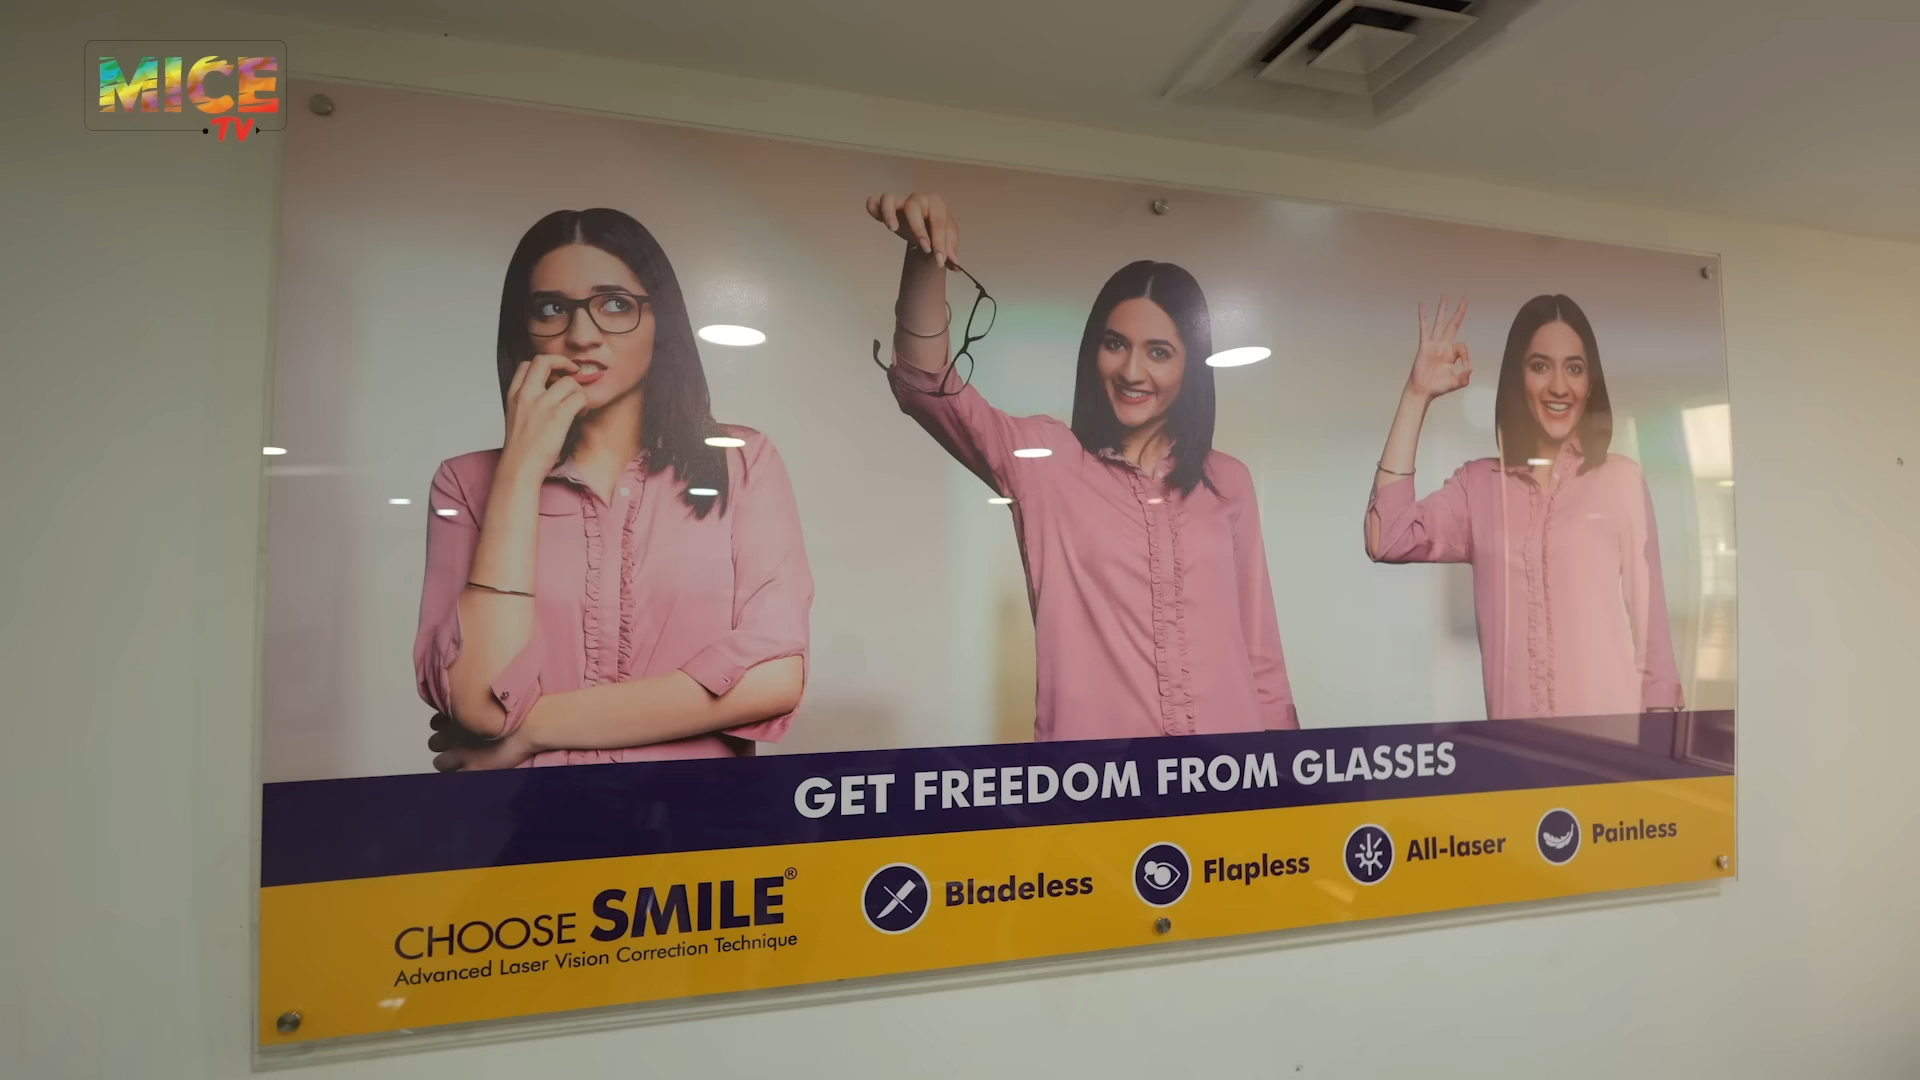 MICE
TV
GET FREEDOM FROM GLASSES
CHOOSE SMILE®
Advanced Laser Vision Correction Technique
Bladeless
Flapless
All-laser
Painless